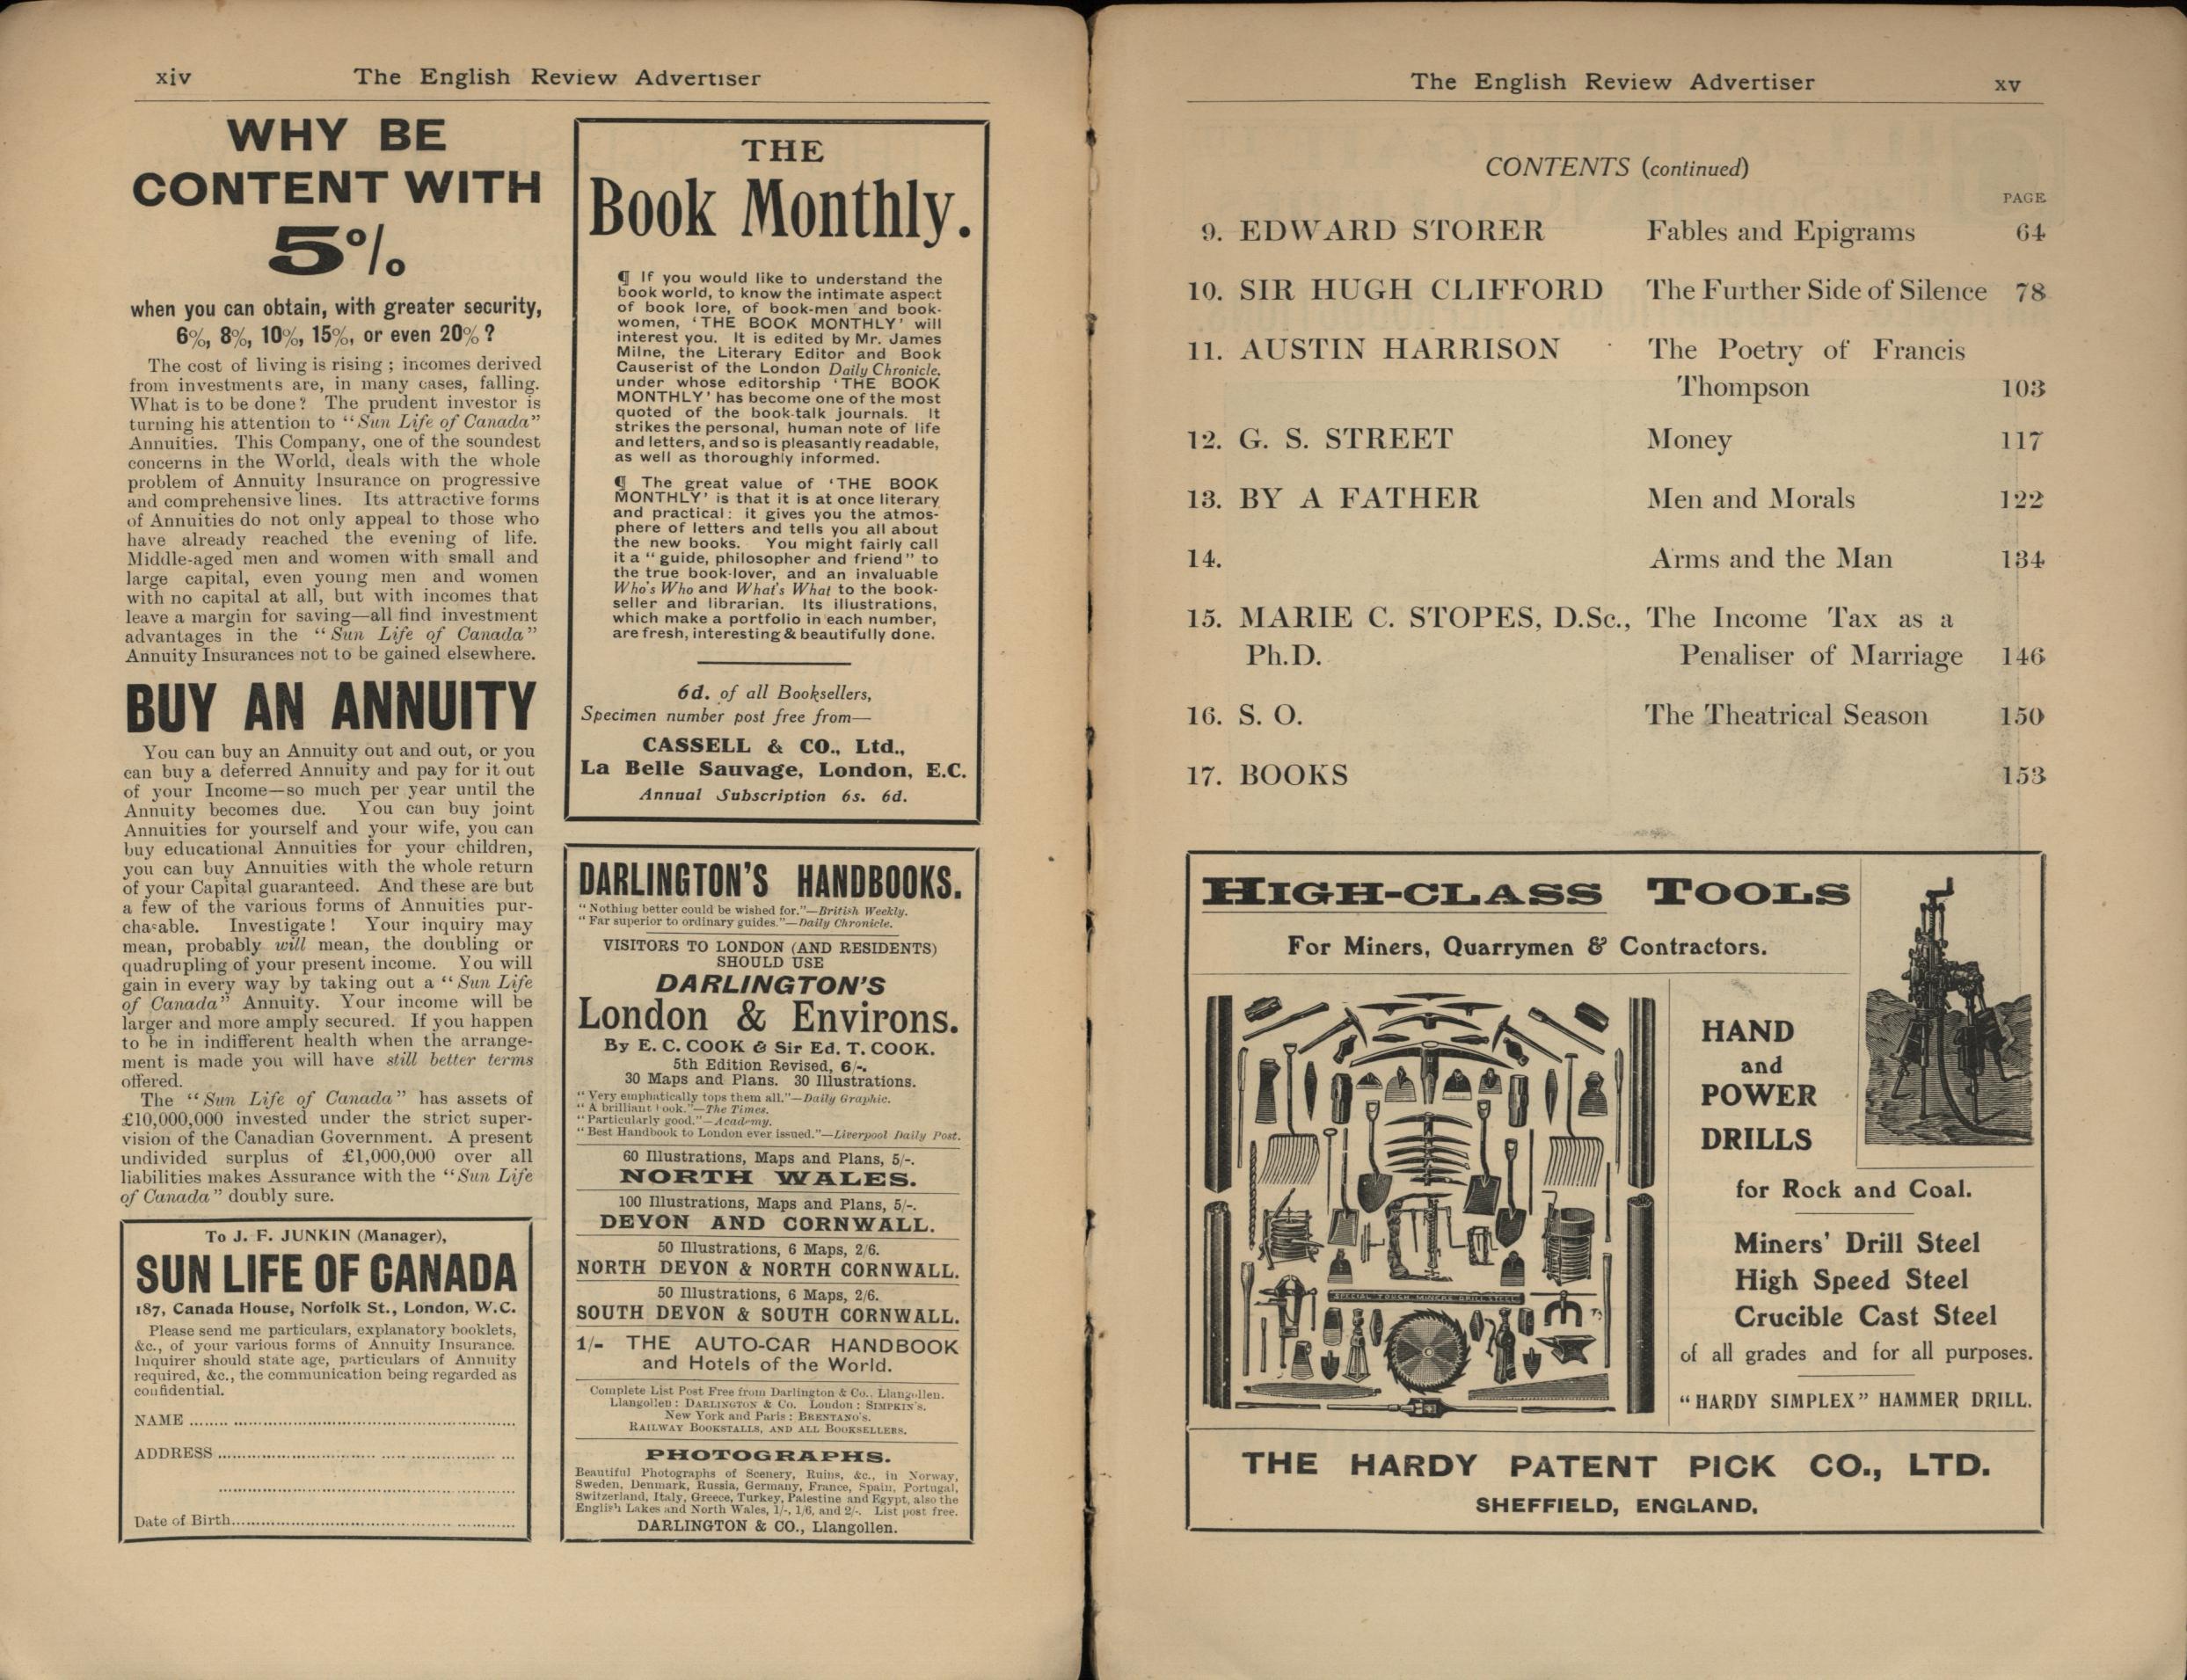 xiv The English Review Advertiser
WHY BE
CONTENT WITH
5%
when you can obtain, with greater security,
6%, 8%, 10%, 15%, or even 20%?
The cost of living is rising; incomes derived
from investments are, in many cases, falling.
What is to be done? The prudent investor is
turning his attention to "Sun Life of Canada"
Annuities. This Company, one of the soundest
concerns in the World, deals with the whole
problem of Annuity Insurance on progressive
and comprehensive lines. Its attractive forms
of Annuities do not only appeal to those who
have already reached the evening of life.
Middle-aged men and women with small and
large capital, even young men and women
with no capital at all, but with incomes that
leave a margin for saving—all find investment
advantages in the "Sun Life of Canada"
Annuity Insurances not to be gained elsewhere.
BUY AN ANNUITY
You can buy an Annuity out and out, or you
can buy a deferred Annuity and pay for it out
of your Income—so much per year until the
Annuity becomes due. You can buy joint
Annuities for yourself and your wife, you can
buy educational Annuities for your children,
you can buy Annuities with the whole return
of your Capital guaranteed. And these are but
a few of the various forms of Annuities pur-
chasable. Investigate! Your inquiry may
mean, probably will mean, the doubling or
quadrupling of your present income. You will
gain in every way by taking out a "Sun Life
of Canada" Annuity. Your income will be
larger and more amply secured. If you happen
to be in indifferent health when the arrange-
ment is made you will have still better terms
offered.
The "Sun Life of Canada" has assets of
£10,000,000 invested under the strict super-
vision of the Canadian Government. A present
undivided surplus of £1,000,000 over all
liabilities makes Assurance with the "Sun Life
of Canada" doubly sure.
To J. F. JUNKIN (Manager),
SUN LIFE OF CANADA
187, Canada House, Norfolk St., London, W.C.
Please send me particulars, explanatory booklets,
&c., of your various forms of Annuity Insurance.
Inquirer should state age, particulars of Annuity
required, &c., the communication being regarded as
confidential.
NAME
ADDRESS
Date of Birth
THE
Book Monthly.
¶ If you would like to understand the
book world, to know the intimate aspect
of book lore, of book-men and book-
women, 'THE BOOK MONTHLY' will
interest you. It is edited by Mr. James
Milne, the Literary Editor and Book
Causerist of the London Daily Chronicle,
under whose editorship 'THE BOOK
MONTHLY' has become one of the most
quoted of the book-talk journals. It
strikes the personal, human note of life
and letters, and so is pleasantly readable,
as well as thoroughly informed.
¶ The great value of 'THE BOOK
MONTHLY' is that it is at once literary
and practical: it gives you the atmos-
phere of letters and tells you all about
the new books. You might fairly call
it a "guide, philosopher and friend" to
the true book-lover, and an invaluable
Who's Who and What's What to the book-
seller and librarian. Its illustrations,
which make a portfolio in each number,
are fresh, interesting & beautifully done.
6d. of all Booksellers,
Specimen number post free from—
CASSELL & CO., Ltd.,
La Belle Sauvage, London, E.C.
Annual Subscription 6s. 6d.
DARLINGTON'S HANDBOOKS.
"Nothing better could be wished for."—British Weekly.
"Far superior to ordinary guides."—Daily Chronicle.
VISITORS TO LONDON (AND RESIDENTS)
SHOULD USE
DARLINGTON'S
London & Environs.
By E. C. COOK & Sir Ed. T. COOK.
5th Edition Revised, 6/-.
30 Maps and Plans. 30 Illustrations.
"Very emphatically tops them all."—Daily Graphic.
"A brilliant book."—The Times.
"Particularly good."—Academy.
"Best Handbook to London ever issued."—Liverpool Daily Post.
60 Illustrations, Maps and Plans, 5/-.
NORTH WALES.
100 Illustrations, Maps and Plans, 5/-.
DEVON AND CORNWALL.
50 Illustrations, 6 Maps, 2/6.
NORTH DEVON & NORTH CORNWALL.
50 Illustrations, 6 Maps, 2/6.
SOUTH DEVON & SOUTH CORNWALL.
1/- THE AUTO-CAR HANDBOOK
and Hotels of the World.
Complete List Post Free from Darlington & Co., Llangollen.
Llangollen: DARLINGTON & Co. London: SIMPKIN'S.
New York and Paris: BRENTANO'S.
RAILWAY BOOKSTALLS, AND ALL BOOKSELLERS.
PHOTOGRAPHS.
Beautiful Photographs of Scenery, Ruins, &c., in Norway,
Sweden, Denmark, Russia, Germany, France, Spain, Portugal,
Switzerland, Italy, Greece, Turkey, Palestine and Egypt, also the
English Lakes and North Wales, 1/-, 1/6, and 2/-. List post free.
DARLINGTON & CO., Llangollen.
The English Review Advertiser xv
CONTENTS (continued)
PAGE
9. EDWARD STORER Fables and Epigrams 64
10. SIR HUGH CLIFFORD The Further Side of Silence 78
11. AUSTIN HARRISON The Poetry of Francis
Thompson 103
12. G. S. STREET Money 117
13. BY A FATHER Men and Morals 122
14. Arms and the Man 134
15. MARIE C. STOPES, D.Sc., The Income Tax as a
Ph.D. Penaliser of Marriage 146
16. S. O. The Theatrical Season 150
17. BOOKS 153
HIGH-CLASS TOOLS
For Miners, Quarrymen & Contractors.
HAND
and
POWER
DRILLS
for Rock and Coal.
Miners' Drill Steel
High Speed Steel
Crucible Cast Steel
of all grades and for all purposes.
"HARDY SIMPLEX" HAMMER DRILL.
SPECIAL TOUGH MINERS DRILL STEEL
THE HARDY PATENT PICK CO., LTD.
SHEFFIELD, ENGLAND.